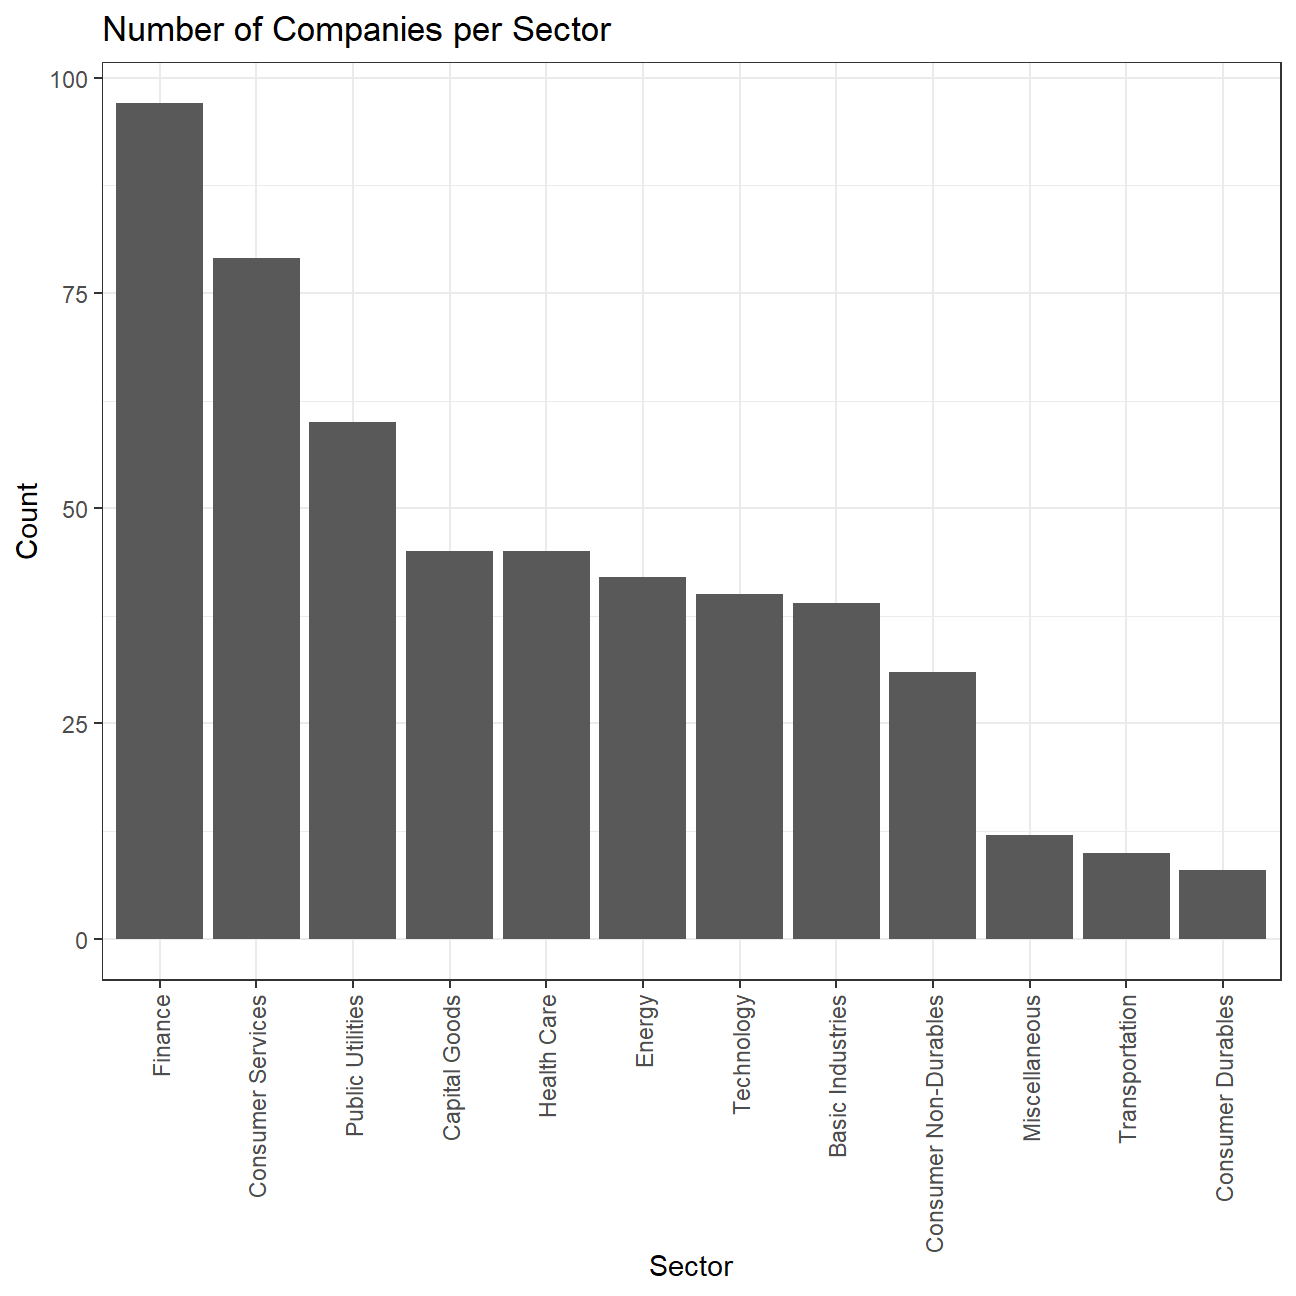 Number of Companies per Sector
Count
100
75
50
25
0
Finance
Consumer Services
Public Utilities
Capital Goods
Health Care
Energy
Technology
Basic Industries
Consumer Non-Durables
Miscellaneous
Transportation
Consumer Durables
Sector